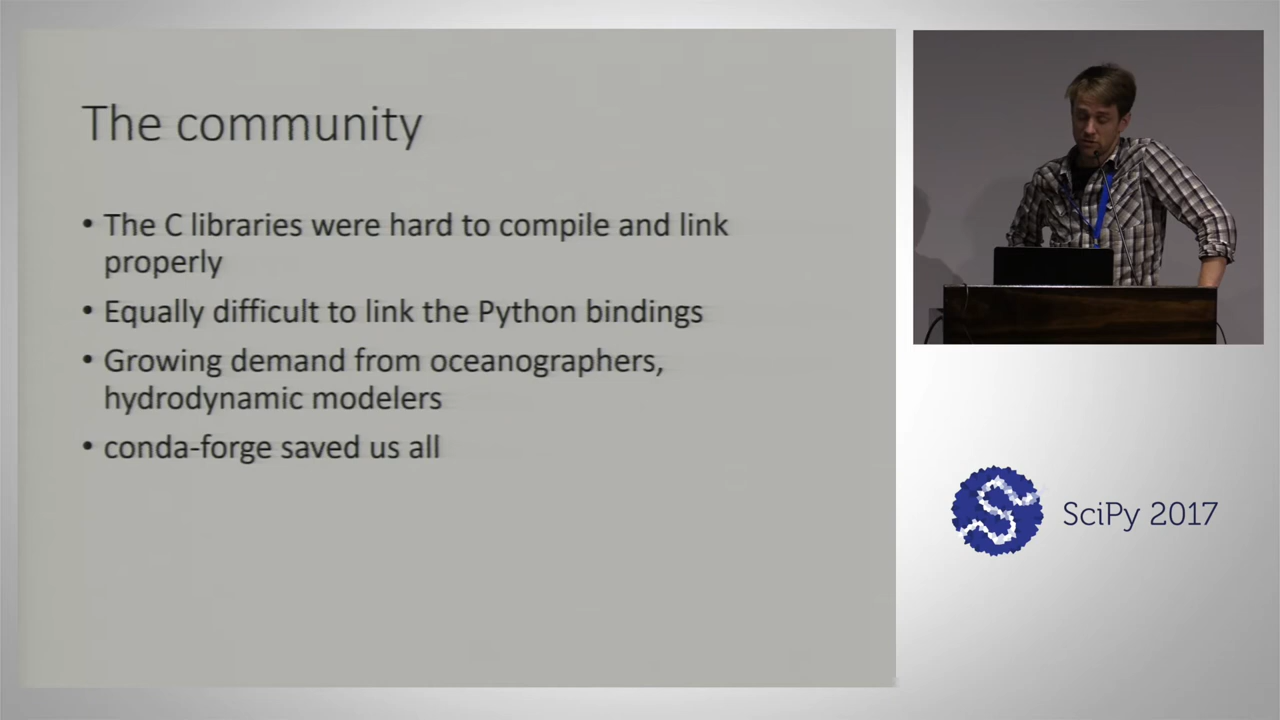 The community
• The C libraries were hard to compile and link
properly
• Equally difficult to link the Python bindings
• Growing demand from oceanographers,
hydrodynamic modelers
• conda-forge saved us all
SciPy 2017